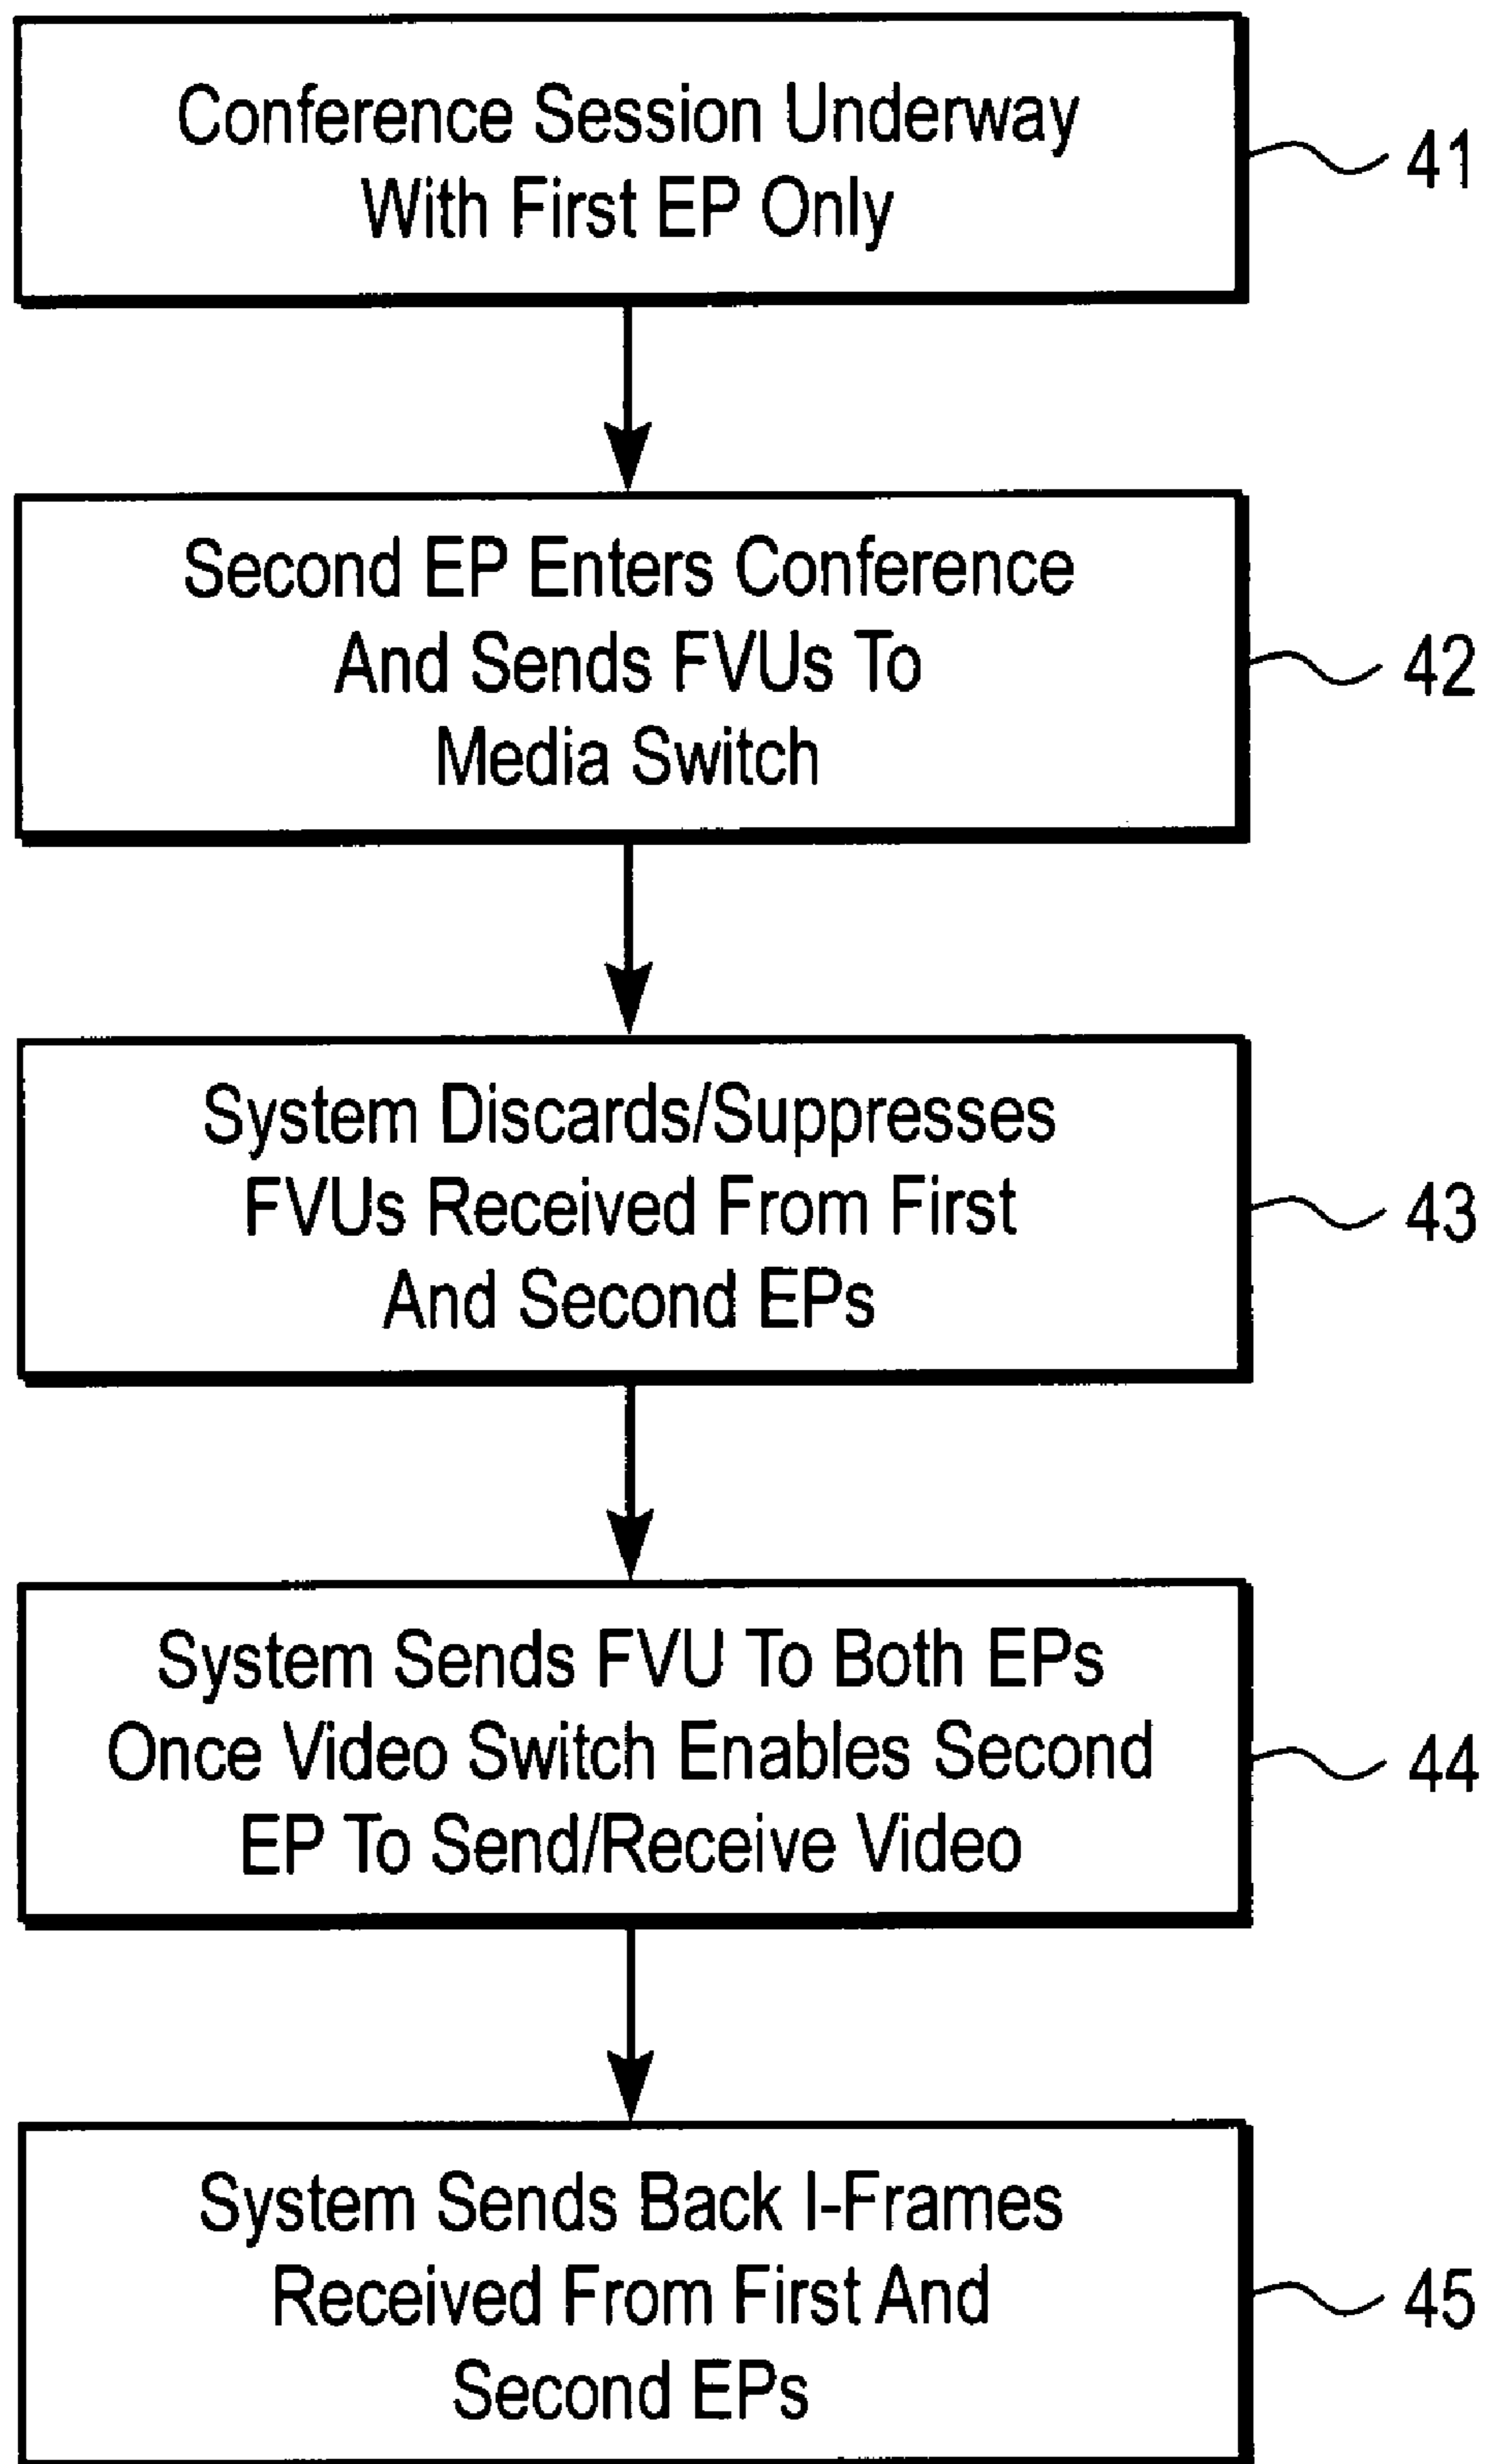 Conference Session Underway
With First EP Only
41
Second EP Enters Conference
And Sends FVUs To
Media Switch
42
System Discards/Suppresses
FVUs Received From First
And Second EPs
43
System Sends FVU To Both EPs
Once Video Switch Enables Second
EP To Send/Receive Video
44
System Sends Back I-Frames
Received From First And
Second EPs
45